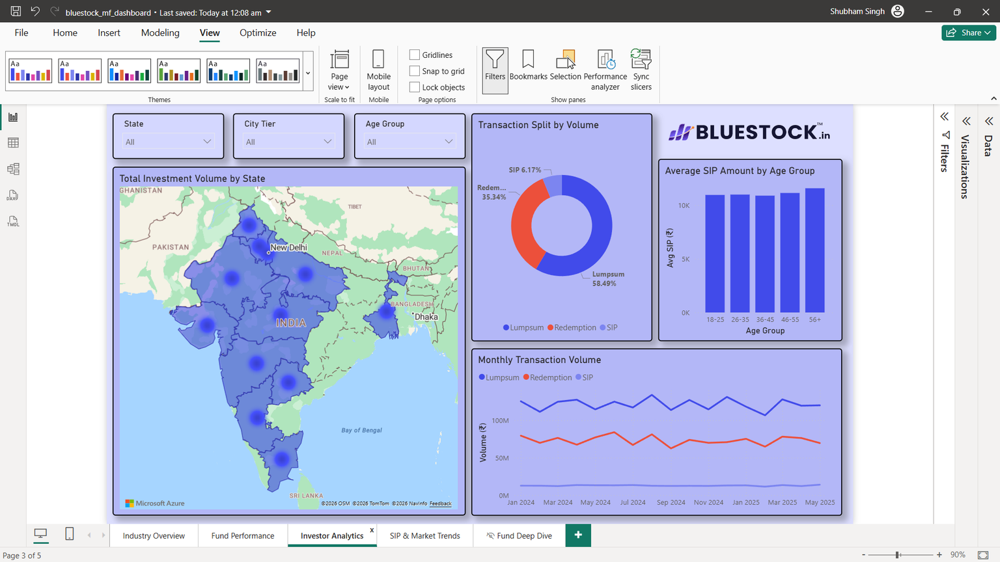 bluestock_mf_dashboard • Last saved: Today at 12:08 am
Shubham Singh
File Home Insert Modeling View Optimize Help
Share
Aa Aa Aa Aa Aa Aa
Themes
Page view
Scale to fit
Mobile layout
Mobile
Gridlines
Snap to grid
Lock objects
Page options
Filters
Bookmarks
Selection
Performance analyzer
Sync slicers
Show panes
DAX
TMDL
State
All
City Tier
All
Age Group
All
Total Investment Volume by State
GHANISTAN
TIBET
PAKISTAN
New Delhi
NEPAL
BHUTAN
BANGLADESH
Dhaka
INDIA
Bay of Bengal
SRI LANKA
Microsoft Azure
©2026 OSM ©2026 TomTom ©2026 NavInfo Feedback
Transaction Split by Volume
SIP 6.17%
Redem...
35.34%
Lumpsum
58.49%
Lumpsum Redemption SIP
BLUESTOCK.in
TM
Average SIP Amount by Age Group
Avg SIP (₹)
10K
5K
0K
18-25 26-35 36-45 46-55 56+
Age Group
Monthly Transaction Volume
Lumpsum Redemption SIP
Volume (₹)
100M
50M
0M
Jan 2024 Mar 2024 May 2024 Jul 2024 Sep 2024 Nov 2024 Jan 2025 Mar 2025 May 2025
Filters
Visualizations
Data
Industry Overview
Fund Performance
Investor Analytics
x
SIP & Market Trends
Fund Deep Dive
+
Page 3 of 5
- + 90%